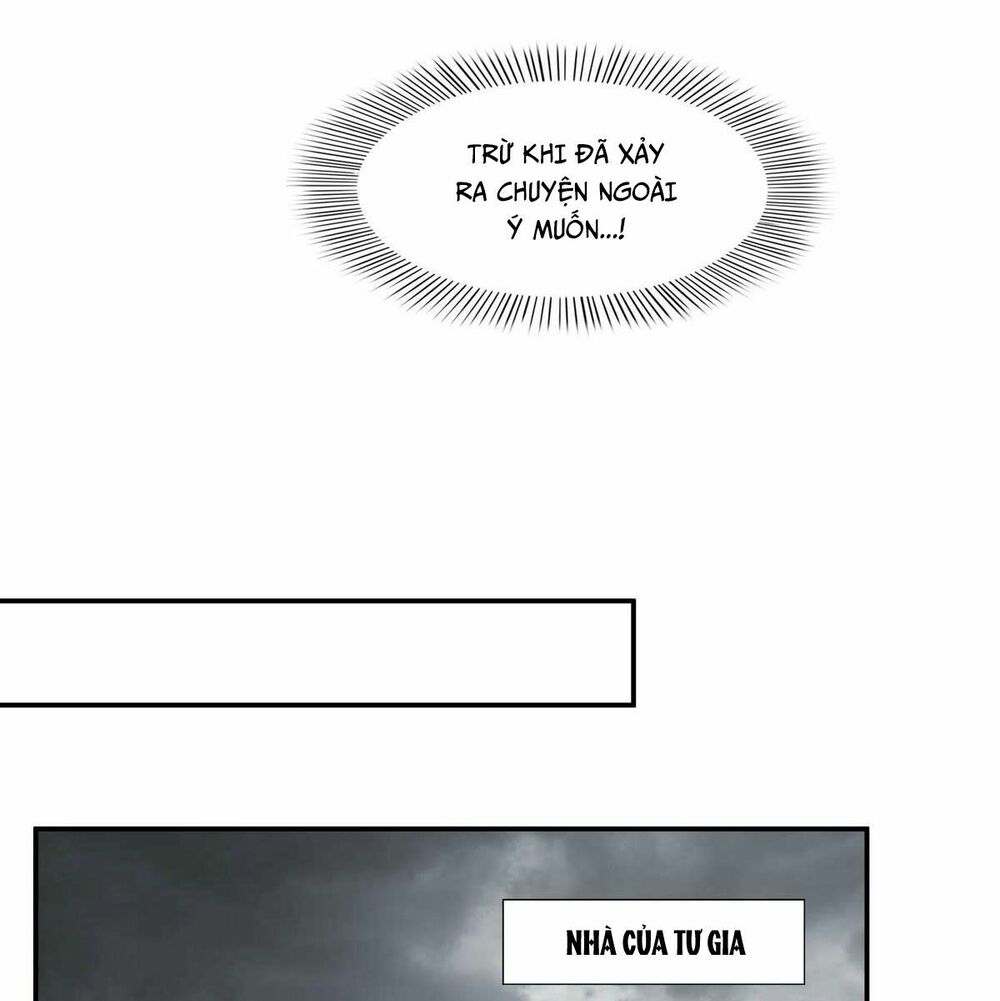 TRỪ KHI ĐÃ XẢY
RA CHUYỆN NGOÀI
Ý MUỐN...!
NHÀ CỦA TƯ GIA